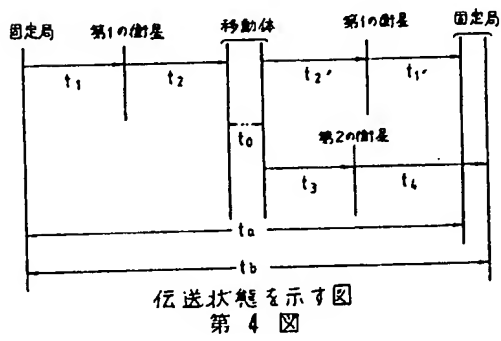 固定局 第1の衛星 移動体 第1の衛星 固定局
t1 t2 t2' t1'
t0
第2の衛星
t3 t4
ta
tb
伝送状態を示す図
第 4 図